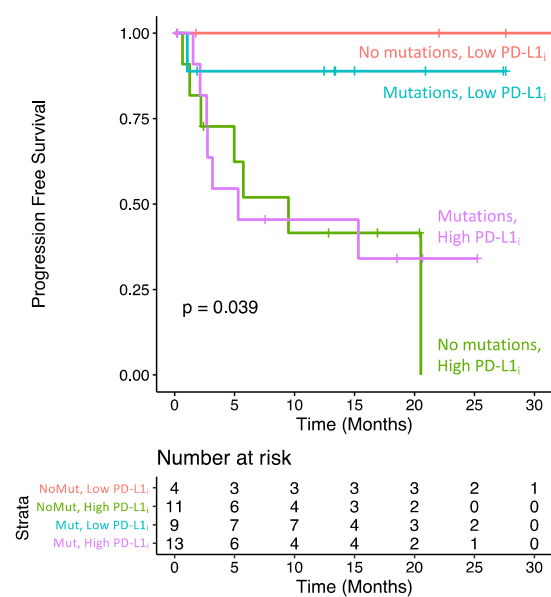 1.00
No mutations, Low PD-L1i
Mutations, Low PD-L1i
0.75
Progression Free Survival
0.50
Mutations,
High PD-L1i
0.25
p = 0.039
No mutations,
High PD-L1i
0.00
0 5 10 15 20 25 30
Time (Months)
Number at risk
Strata
NoMut, Low PD-L1i 4 3 3 3 3 2 1
NoMut, High PD-L1i 11 6 4 3 2 0 0
Mut, Low PD-L1i 9 7 7 4 3 2 0
Mut, High PD-L1i 13 6 4 4 2 1 0
0 5 10 15 20 25 30
Time (Months)